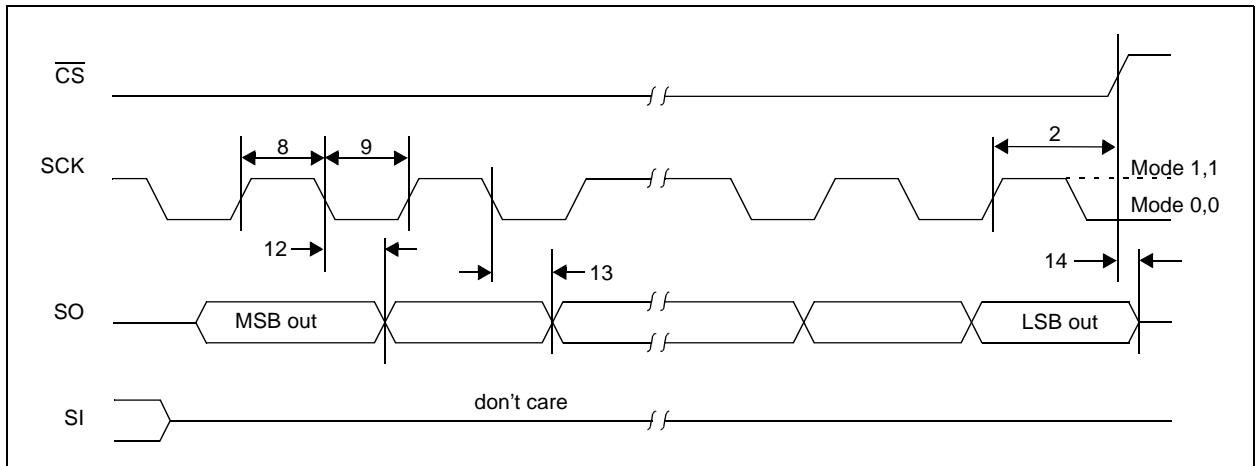 CS
SCK
8
9
2
Mode 1,1
Mode 0,0
12
13
14
SO
MSB out
LSB out
SI
don't care